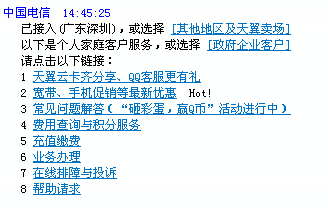 中国电信 14:45:25
已接入(广东深圳)，或选择 [其他地区及天翼卖场]
以下是个人家庭客户服务，或选择 [政府企业客户]
请点击以下链接：
1 天翼云卡齐分享、QQ客服更有礼
2 宽带、手机促销等最新优惠 Hot!
3 常见问题解答(“砸彩蛋，赢Q币”活动进行中)
4 费用查询与积分服务
5 充值缴费
6 业务办理
7 在线排障与投诉
8 帮助请求